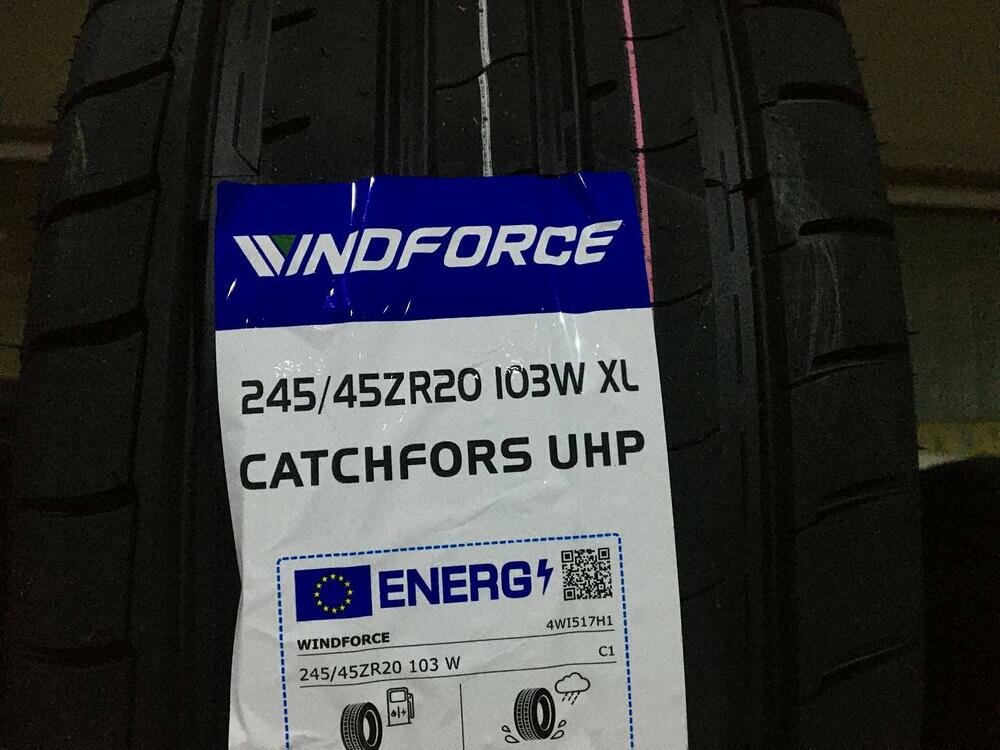 WINDFORCE
245/45ZR20 103W XL
CATCHFORS UHP
ENERG
WINDFORCE 4WI517H1
245/45ZR20 103 W C1